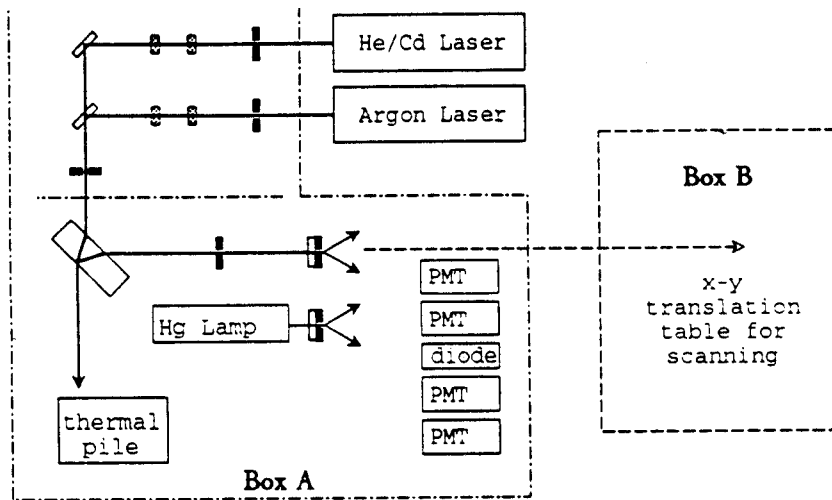 He/Cd Laser
Argon Laser
Box B
x-y
translation
table for
scanning
PMT
Hg Lamp
PMT
diode
PMT
PMT
thermal
pile
Box A